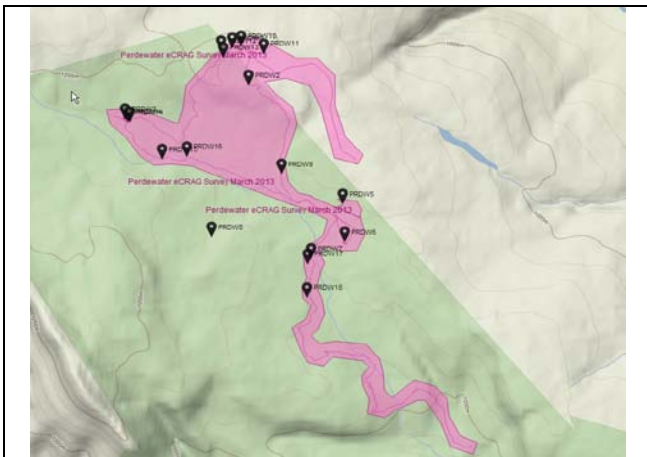 PRDW11
Perdewater eCRAG Survey March 2013
PRDW2
PRDW16
PRDW9
Perdewater eCRAG Survey March 2013
PRDW5
Perdewater eCRAG Survey March 2013
PRDW8
PRDW6
PRDW7
PRDW17
PRDW18